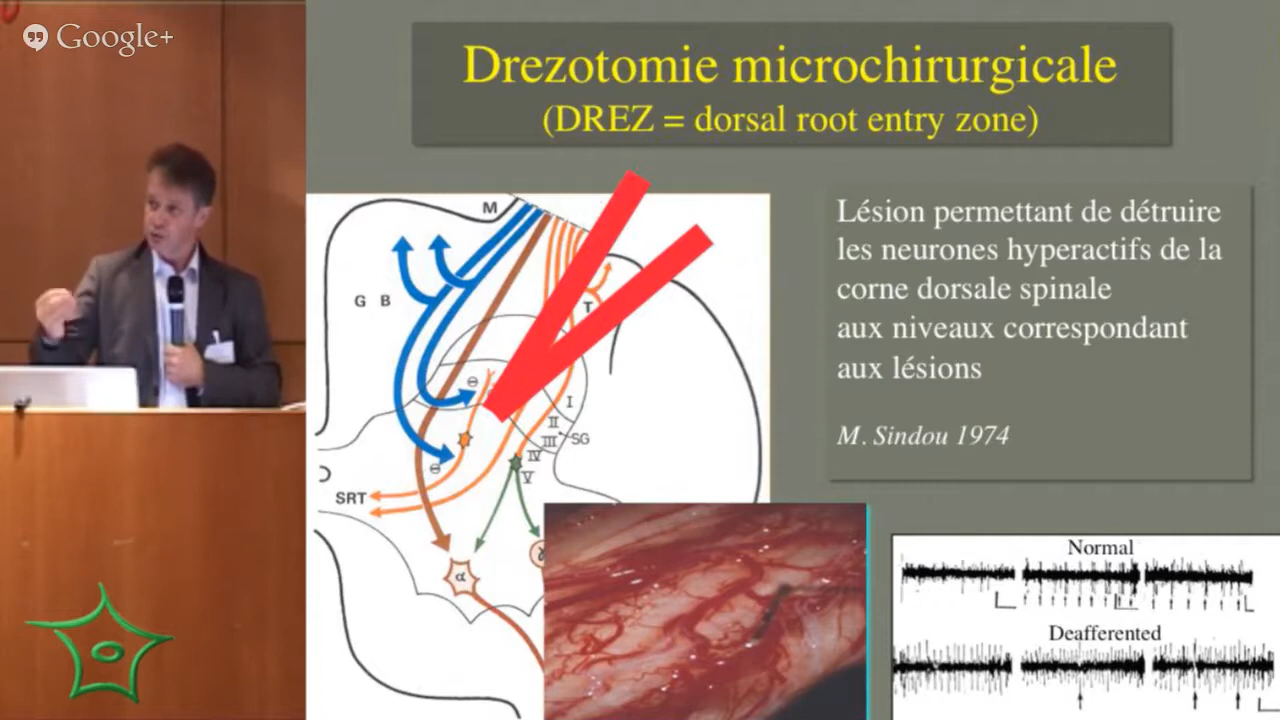 Google+
Drezotomie microchirurgicale
(DREZ = dorsal root entry zone)
Lésion permettant de détruire
les neurones hyperactifs de la
corne dorsale spinale
aux niveaux correspondant
aux lésions
M. Sindou 1974
M
G B
T
I
II
III
SG
IV
V
SRT
α
Normal
Deafferented